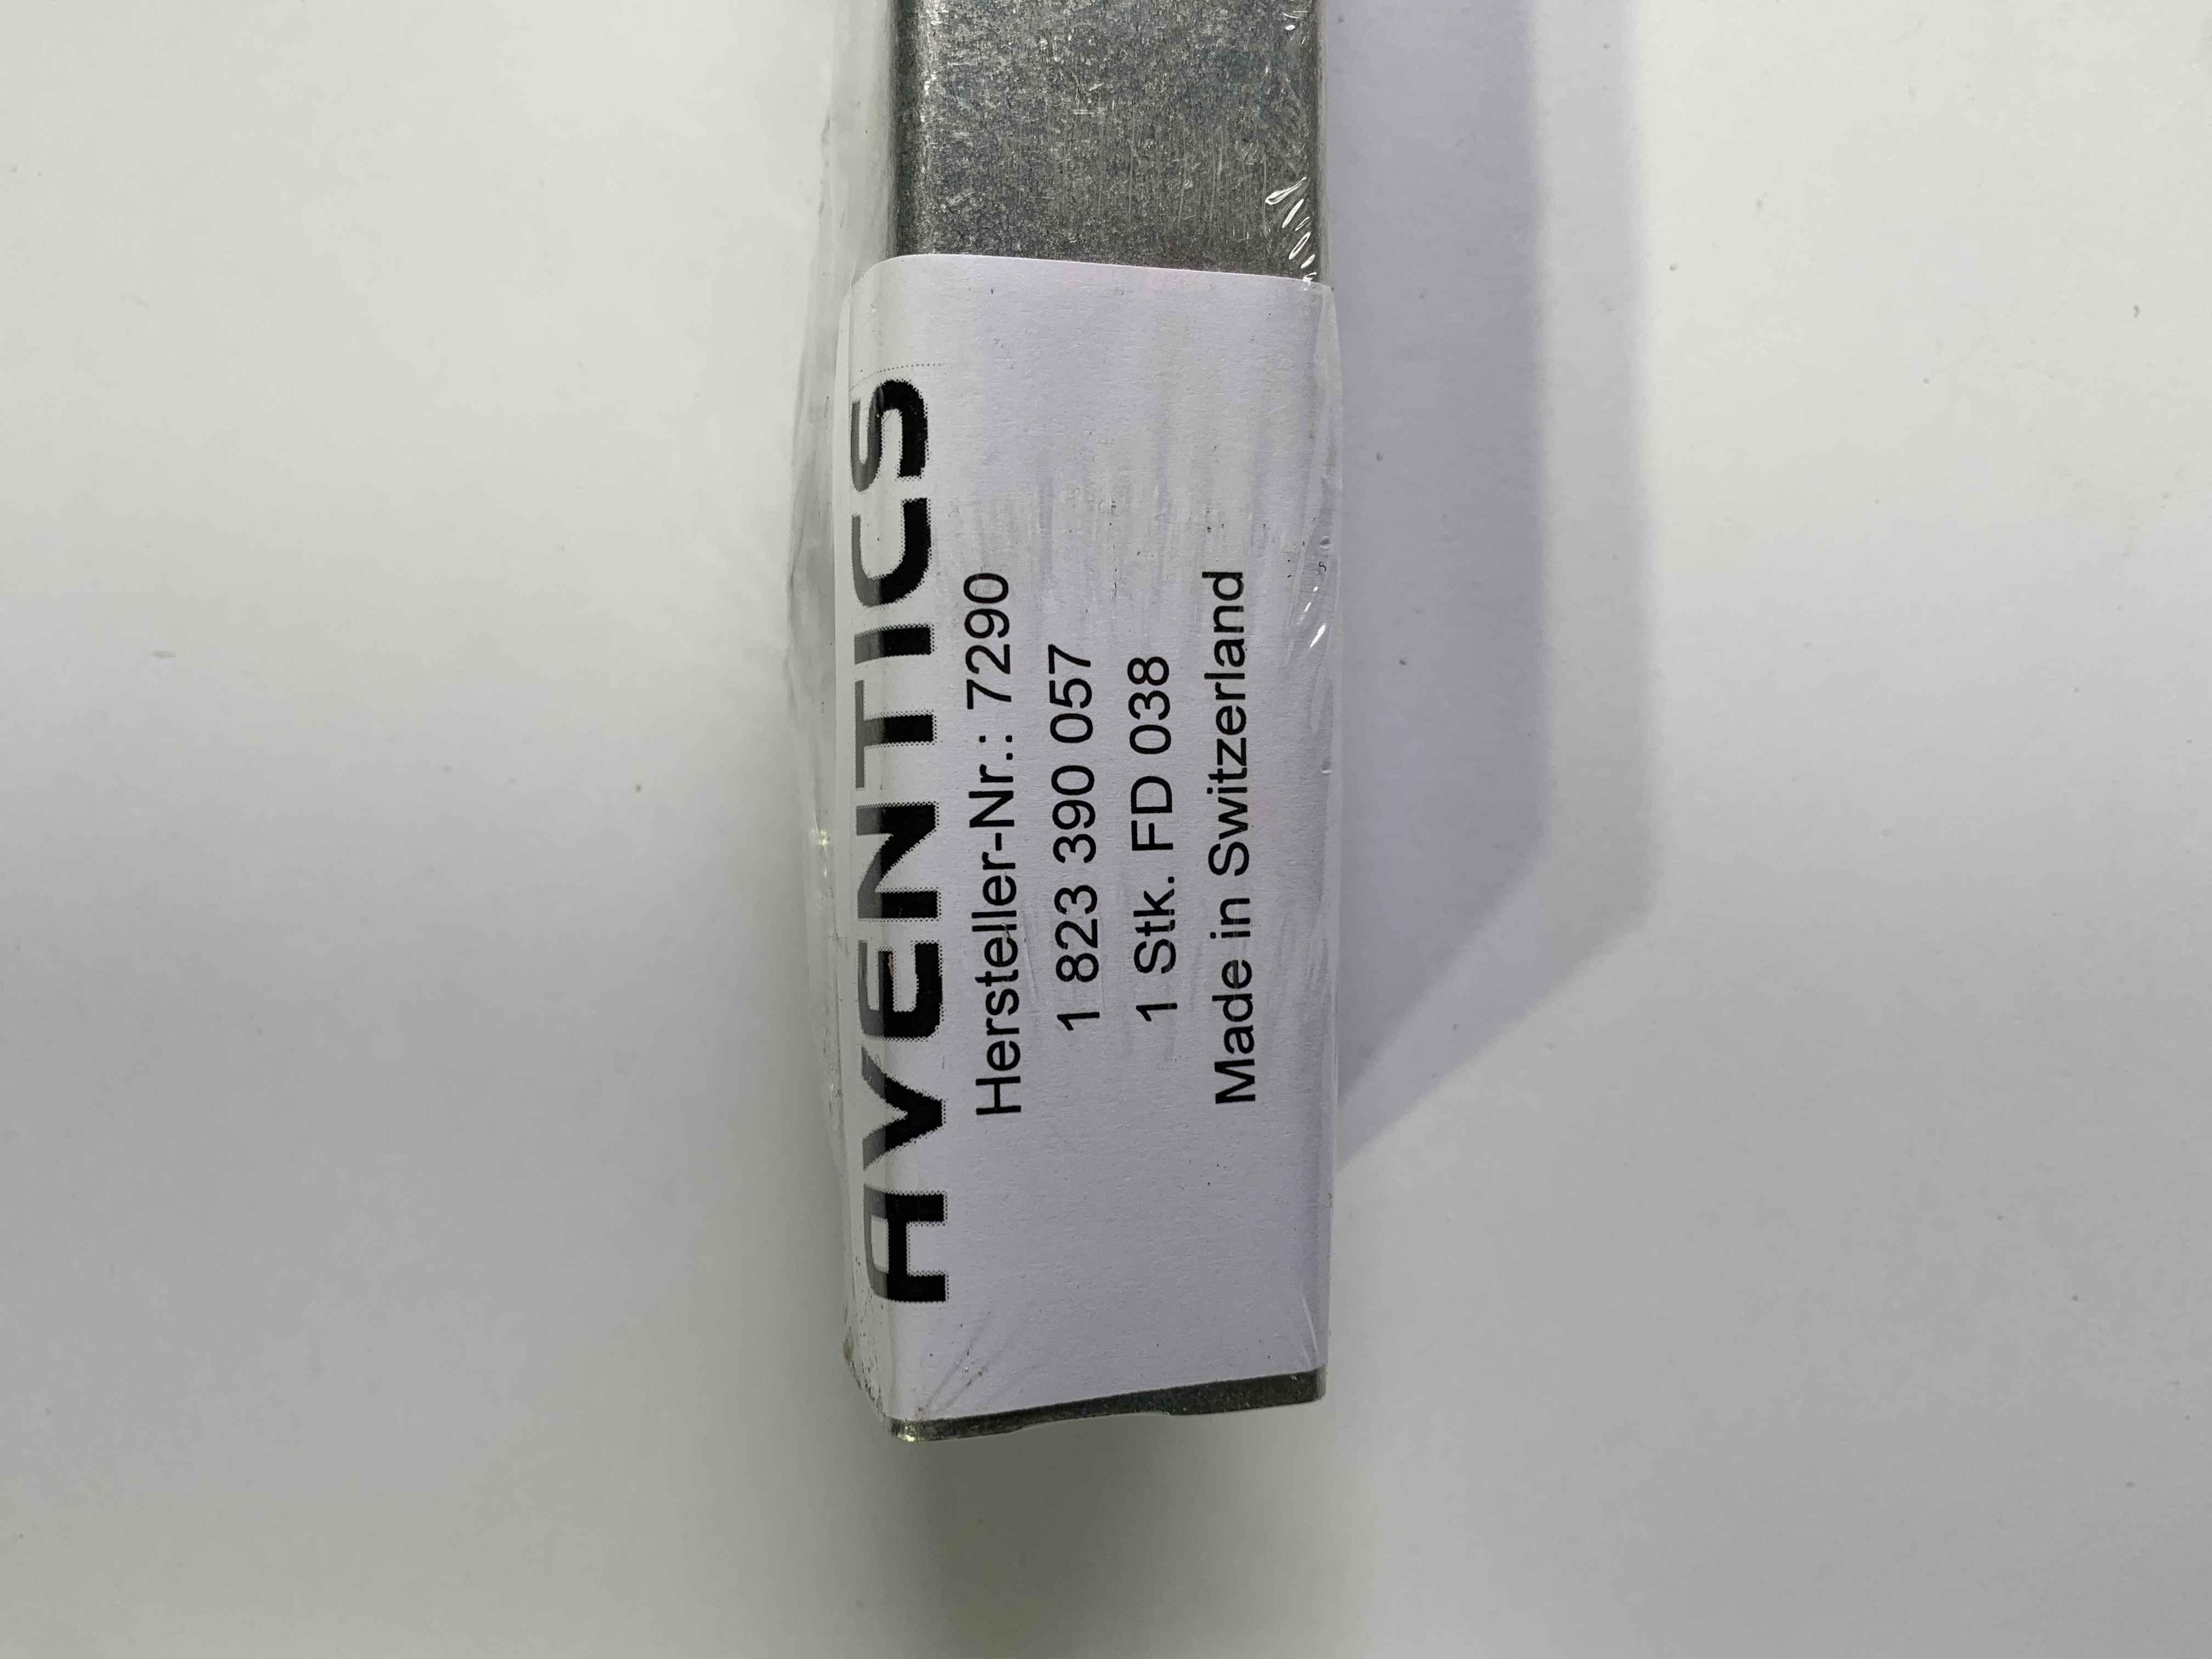 AVENTICS
Hersteller-Nr.: 7290
1 823 390 057
1 Stk. FD 038
Made in Switzerland